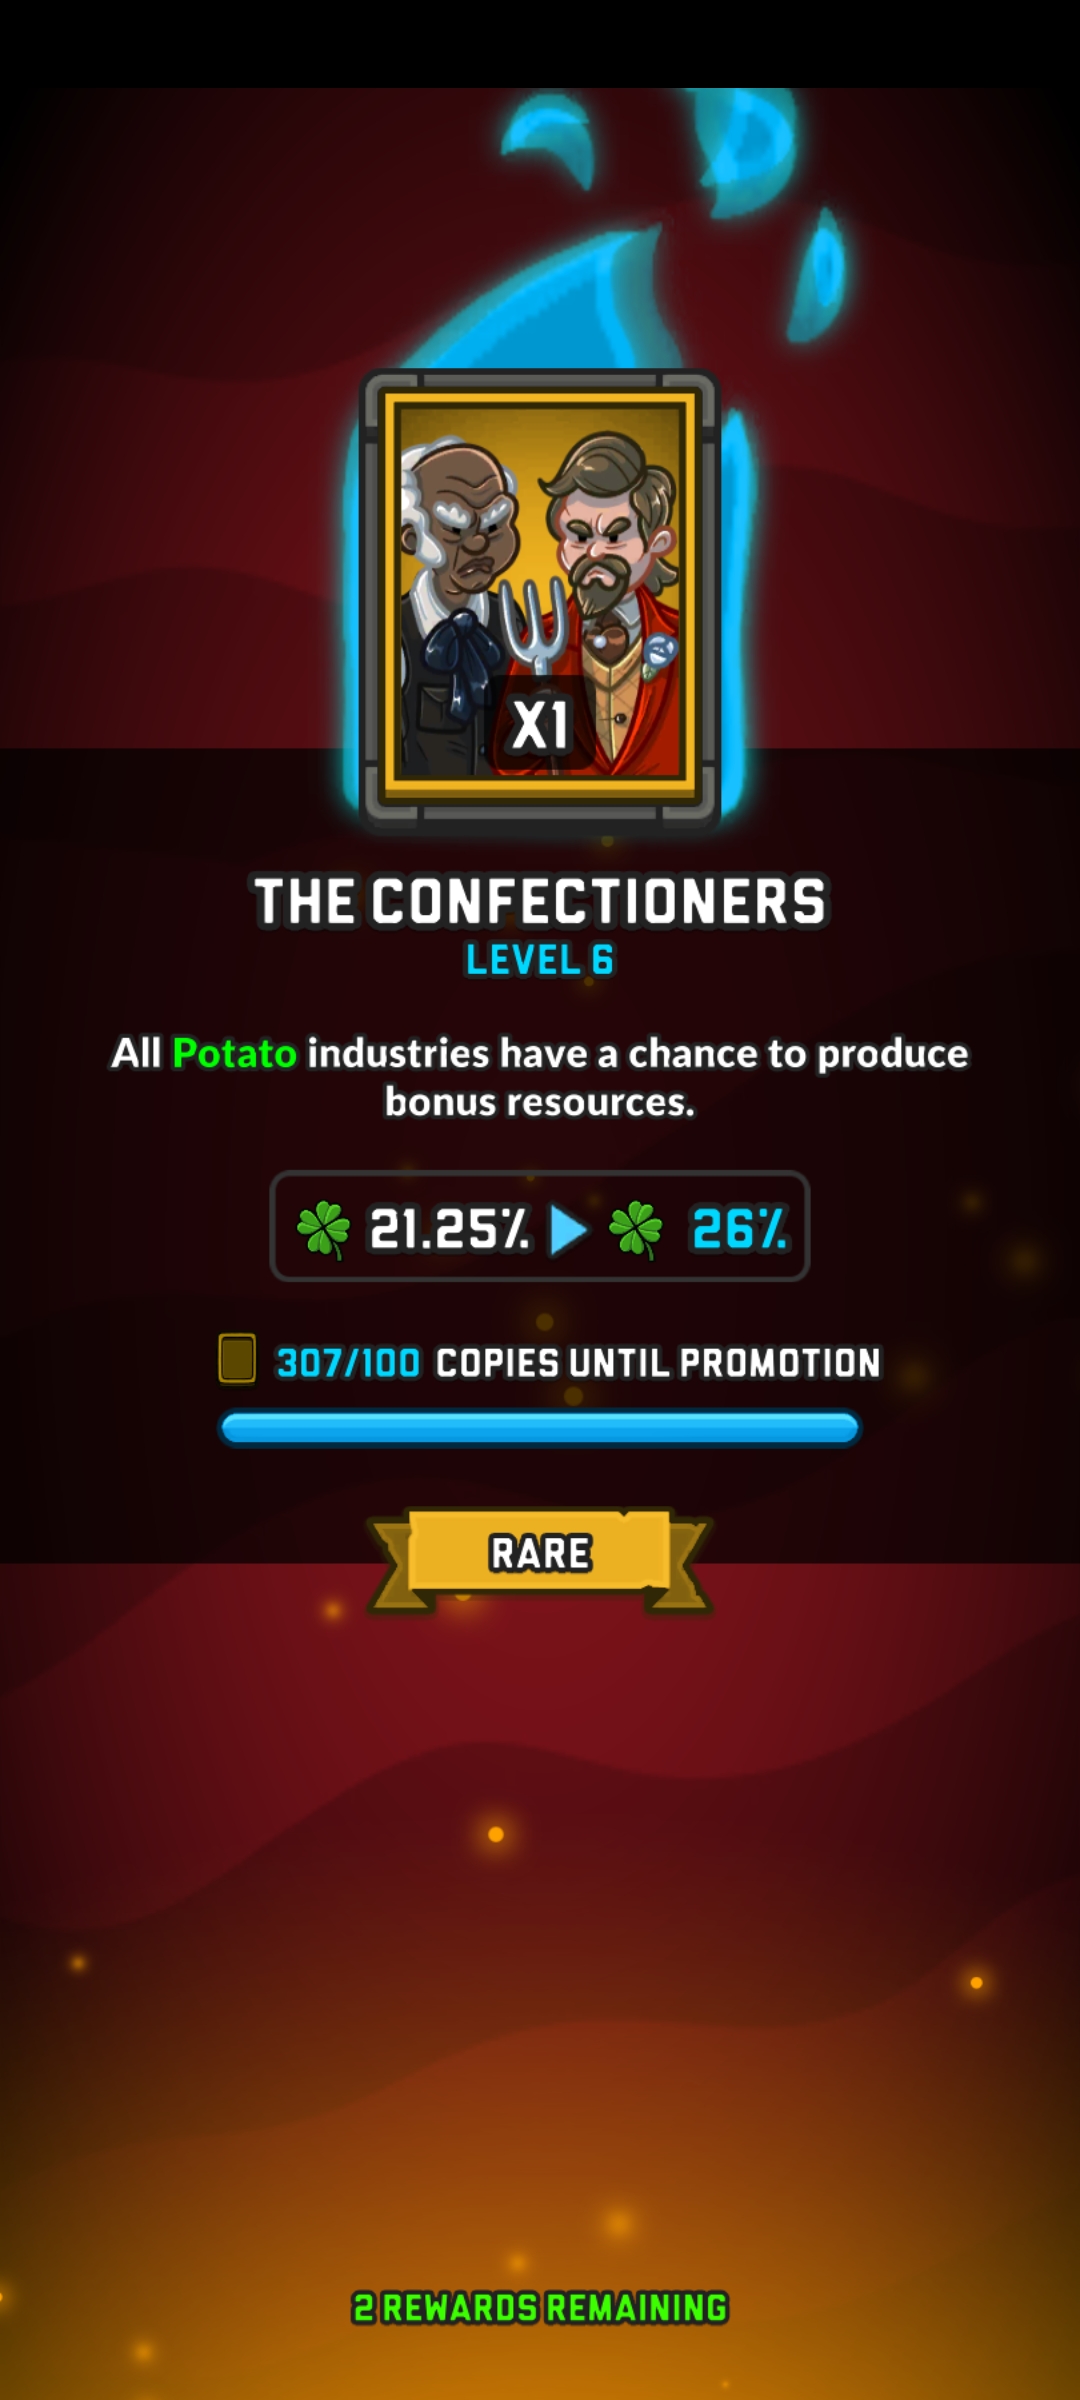 X1
THE CONFECTIONERS
LEVEL 6
All Potato industries have a chance to produce
bonus resources.
21.25% 26%
307/100 COPIES UNTIL PROMOTION
RARE
2 REWARDS REMAINING